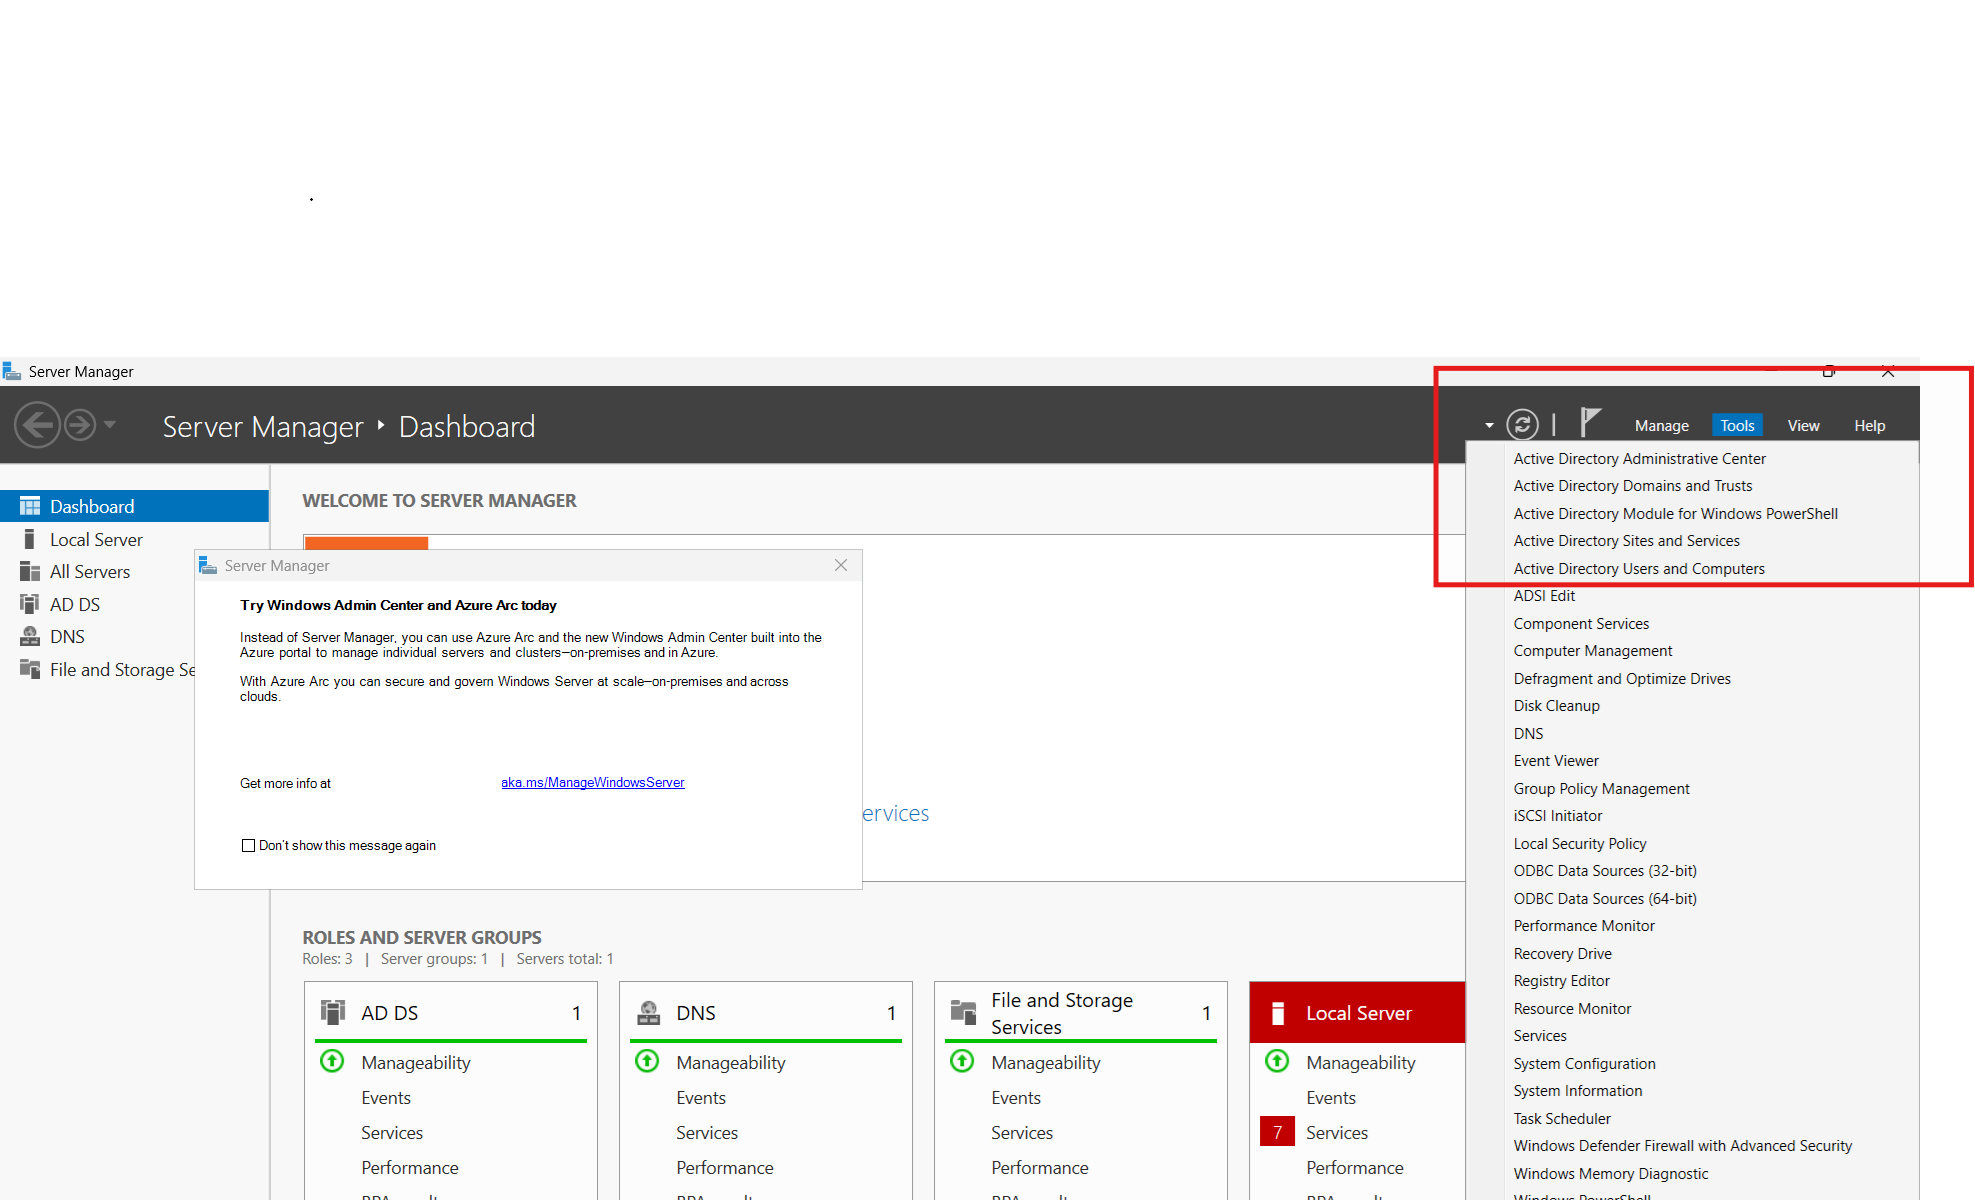 .
Server Manager
Server Manager Dashboard
Manage Tools View Help
Dashboard
Local Server
All Servers
AD DS
DNS
File and Storage Se
WELCOME TO SERVER MANAGER
Server Manager
Try Windows Admin Center and Azure Arc today
Instead of Server Manager, you can use Azure Arc and the new Windows Admin Center built into the
Azure portal to manage individual servers and clusters—on-premises and in Azure.
With Azure Arc you can secure and govern Windows Server at scale—on-premises and across
clouds.
Get more info at aka.ms/ManageWindowsServer
Don't show this message again
ervices
ROLES AND SERVER GROUPS
Roles: 3 | Server groups: 1 | Servers total: 1
AD DS 1
Manageability
Events
Services
Performance
DNS 1
Manageability
Events
Services
Performance
File and Storage
Services 1
Manageability
Events
Services
Performance
Local Server
Manageability
Events
7 Services
Performance
Active Directory Administrative Center
Active Directory Domains and Trusts
Active Directory Module for Windows PowerShell
Active Directory Sites and Services
Active Directory Users and Computers
ADSI Edit
Component Services
Computer Management
Defragment and Optimize Drives
Disk Cleanup
DNS
Event Viewer
Group Policy Management
iSCSI Initiator
Local Security Policy
ODBC Data Sources (32-bit)
ODBC Data Sources (64-bit)
Performance Monitor
Recovery Drive
Registry Editor
Resource Monitor
Services
System Configuration
System Information
Task Scheduler
Windows Defender Firewall with Advanced Security
Windows Memory Diagnostic
Windows PowerShell